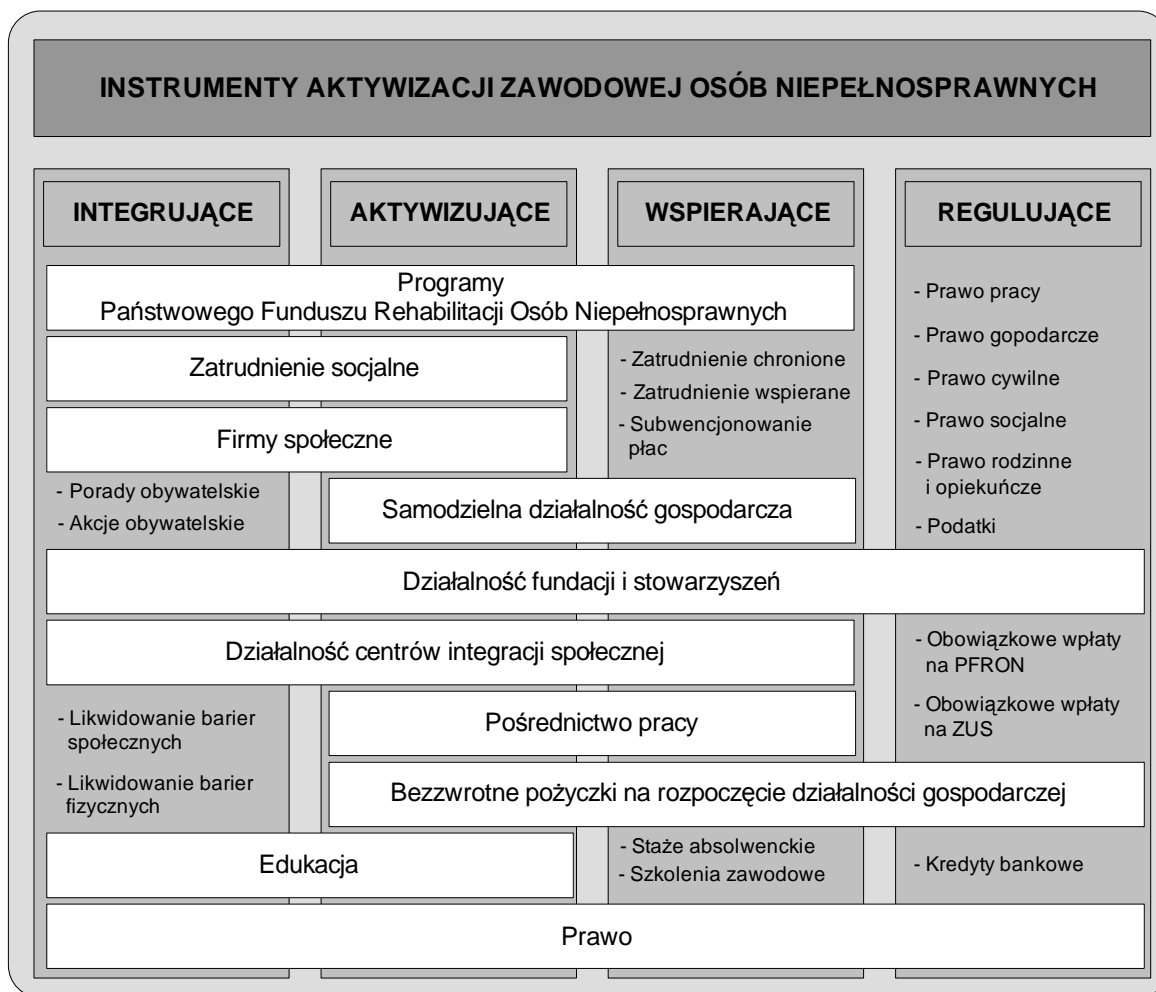 INSTRUMENTY AKTYWIZACJI ZAWODOWEJ OSÓB NIEPEŁNOSPRAWNYCH
INTEGRUJĄCE
AKTYWIZUJĄCE
WSPIERAJĄCE
REGULUJĄCE
Programy
Państwowego Funduszu Rehabilitacji Osób Niepełnosprawnych
- Prawo pracy
- Prawo gopodarcze
Zatrudnienie socjalne
- Zatrudnienie chronione
- Prawo cywilne
- Zatrudnienie wspierane
Firmy społeczne
- Subwencjonowanie
płac
- Prawo socjalne
- Prawo rodzinne
i opiekuńcze
- Porady obywatelskie
- Akcje obywatelskie
Samodzielna działalność gospodarcza
- Podatki
Działalność fundacji i stowarzyszeń
Działalność centrów integracji społecznej
- Obowiązkowe wpłaty
na PFRON
- Likwidowanie barier
społecznych
Pośrednictwo pracy
- Obowiązkowe wpłaty
na ZUS
- Likwidowanie barier
fizycznych
Bezzwrotne pożyczki na rozpoczęcie działalności gospodarczej
Edukacja
- Staże absolwenckie
- Szkolenia zawodowe
- Kredyty bankowe
Prawo